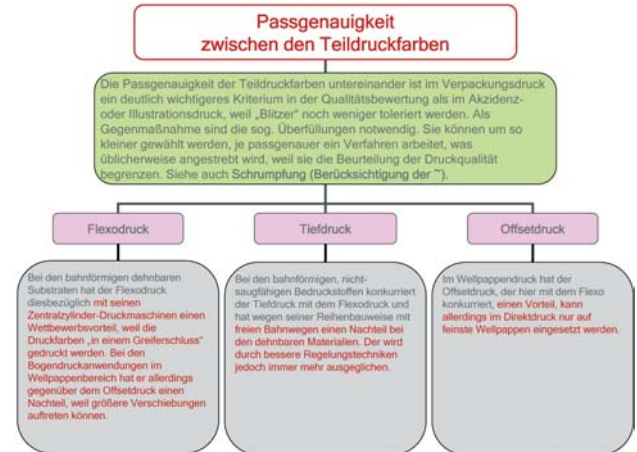 Passgenauigkeit
zwischen den Teildruckfarben
Die Passgenauigkeit der Teildruckfarben untereinander ist im Verpackungsdruck
ein deutlich wichtigeres Kriterium in der Qualitätsbewertung als im Akzidenz-
oder Illustrationsdruck, weil „Blitzer“ noch weniger toleriert werden. Als
Gegenmaßnahme sind die sog. Überfüllungen notwendig. Sie können um so
kleiner gewählt werden, je passgenauer ein Verfahren arbeitet, was
üblicherweise angestrebt wird, weil sie die Beurteilung der Druckqualität
begrenzen. Siehe auch Schrumpfung (Berücksichtigung der ~).
Flexodruck
Bei den bahnförmigen dehnbaren
Substraten hat der Flexodruck
diesbezüglich mit seinen
Zentralzylinder-Druckmaschinen einen
Wettbewerbsvorteil, weil die
Druckfarben „in einem Greiferschluss“
gedruckt werden. Bei den
Bogendruckanwendungen im
Wellpappenbereich hat er allerdings
gegenüber dem Offsetdruck einen
Nachteil, weil größere Verschiebungen
auftreten können.
Tiefdruck
Bei den bahnförmigen, nicht-
saugfähigen Bedruckstoffen konkurriert
der Tiefdruck mit dem Flexodruck und
hat wegen seiner Reihenbauweise mit
freien Bahnwegen einen Nachteil bei
den dehnbaren Materialien. Der wird
durch bessere Regelungstechniken
jedoch immer mehr ausgeglichen.
Offsetdruck
Im Wellpappendruck hat der
Offsetdruck, der hier mit dem Flexo
konkurriert, einen Vorteil, kann
allerdings im Direktdruck nur auf
feinste Wellpappen eingesetzt werden.